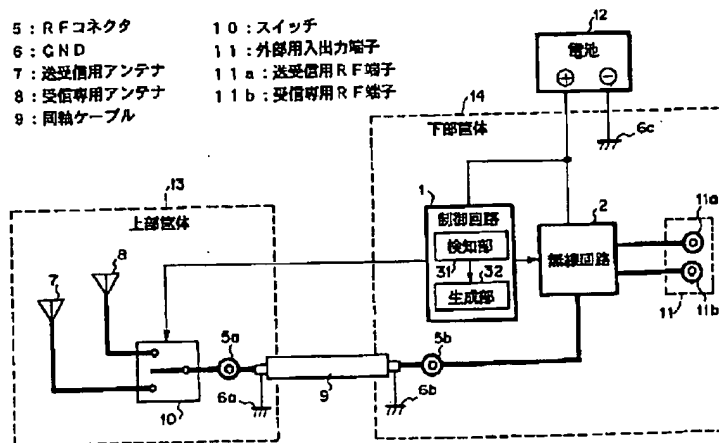 5：RFコネクタ
6：GND
7：送受信用アンテナ
8：受信専用アンテナ
9：同軸ケーブル
10：スイッチ
11：外部用入出力端子
11a：送受信用RF端子
11b：受信専用RF端子
12
電池
⊕ ⊖
6c
14
下部筐体
13
上部筐体
1
制御回路
検知部
31
32
生成部
2
無線回路
11a
11b
11
7
8
10
5a
6a
9
6b
5b